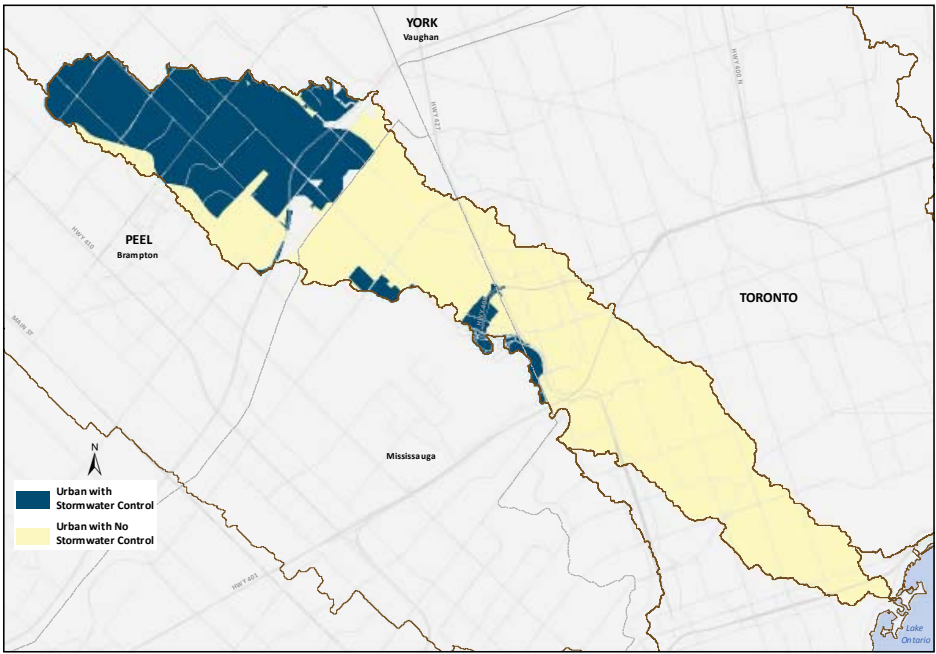 YORK
Vaughan
HWY 400 N
HWY 427
PEEL
Brampton
HWY 410
TORONTO
MAIN ST
Mississauga
N
Urban with
Stormwater Control
Urban with No
Stormwater Control
HWY 401
Lake
Ontario